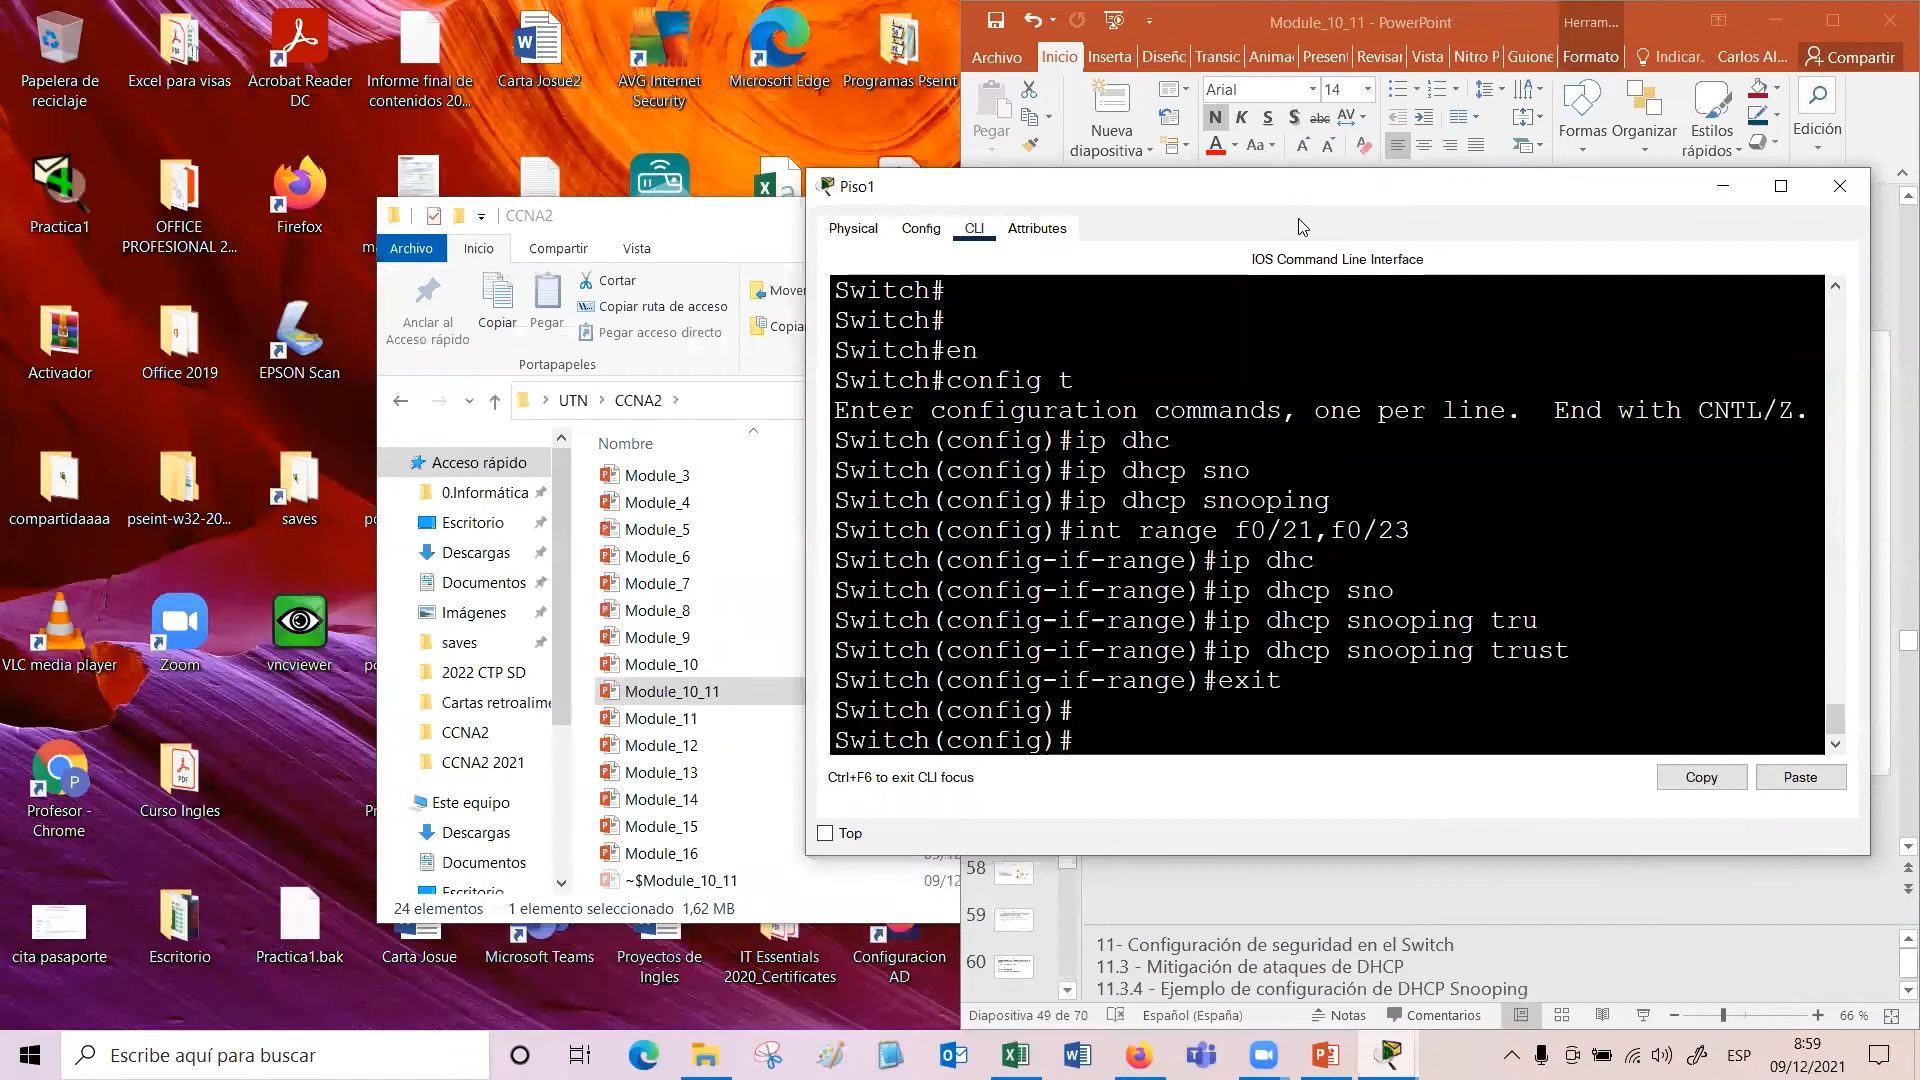 Papelera de
reciclaje
Excel para visas
Acrobat Reader
DC
Informe final de
contenidos 20...
Carta Josue2
AVG Internet
Security
Microsoft Edge
Programas Pseint
Practica1
OFFICE
PROFESIONAL 2...
Firefox
Activador
Office 2019
EPSON Scan
compartidaaaa
pseint-w32-20...
saves
VLC media player
Zoom
vncviewer
Profesor -
Chrome
Curso Ingles
cita pasaporte
Escritorio
Practica1.bak
Carta Josue
Microsoft Teams
Proyectos de
Ingles
IT Essentials
2020_Certificates
Configuracion
AD
CCNA2
Archivo
Inicio
Compartir
Vista
Anclar al
Acceso rápido
Copiar
Pegar
Cortar
Copiar ruta de acceso
Pegar acceso directo
Portapapeles
Mover
Copia
UTN
CCNA2
Nombre
Acceso rápido
0.Informática
Escritorio
Descargas
Documentos
Imágenes
saves
2022 CTP SD
Cartas retroalime
CCNA2
CCNA2 2021
Este equipo
Descargas
Documentos
Escritorio
Module_3
Module_4
Module_5
Module_6
Module_7
Module_8
Module_9
Module_10
Module_10_11
Module_11
Module_12
Module_13
Module_14
Module_15
Module_16
~$Module_10_11
09/12
24 elementos
1 elemento seleccionado 1,62 MB
Module_10_11 - PowerPoint
Herram...
Archivo
Inicio
Inserta
Diseño
Transic
Anima
Present
Revisar
Vista
Nitro P
Guione
Formato
Indicar.
Carlos Al...
Compartir
Pegar
Nueva
diapositiva
Arial
14
N K S S abc AV
A Aa A A
Formas
Organizar
Estilos
rápidos
Edición
Piso1
Physical
Config
CLI
Attributes
IOS Command Line Interface
Switch#
Switch#
Switch#en
Switch#config t
Enter configuration commands, one per line.  End with CNTL/Z.
Switch(config)#ip dhc
Switch(config)#ip dhcp sno
Switch(config)#ip dhcp snooping
Switch(config)#int range f0/21,f0/23
Switch(config-if-range)#ip dhc
Switch(config-if-range)#ip dhcp sno
Switch(config-if-range)#ip dhcp snooping tru
Switch(config-if-range)#ip dhcp snooping trust
Switch(config-if-range)#exit
Switch(config)#
Switch(config)#
Ctrl+F6 to exit CLI focus
Copy
Paste
Top
58
59
60
11- Configuración de seguridad en el Switch
11.3 - Mitigación de ataques de DHCP
11.3.4 - Ejemplo de configuración de DHCP Snooping
Diapositiva 49 de 70
Español (España)
Notas
Comentarios
66 %
Escribe aquí para buscar
ESP
8:59
09/12/2021